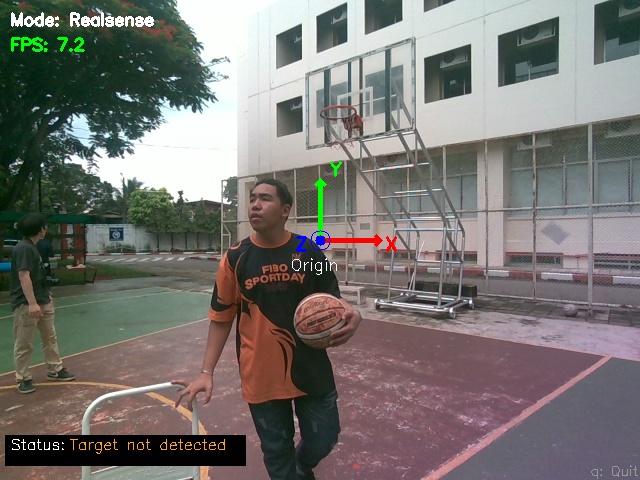 Mode: Realsense
FPS: 7.2
Y
Z
X
Origin
FIBO
SPORTDAY
Status: Target not detected
q: Quit